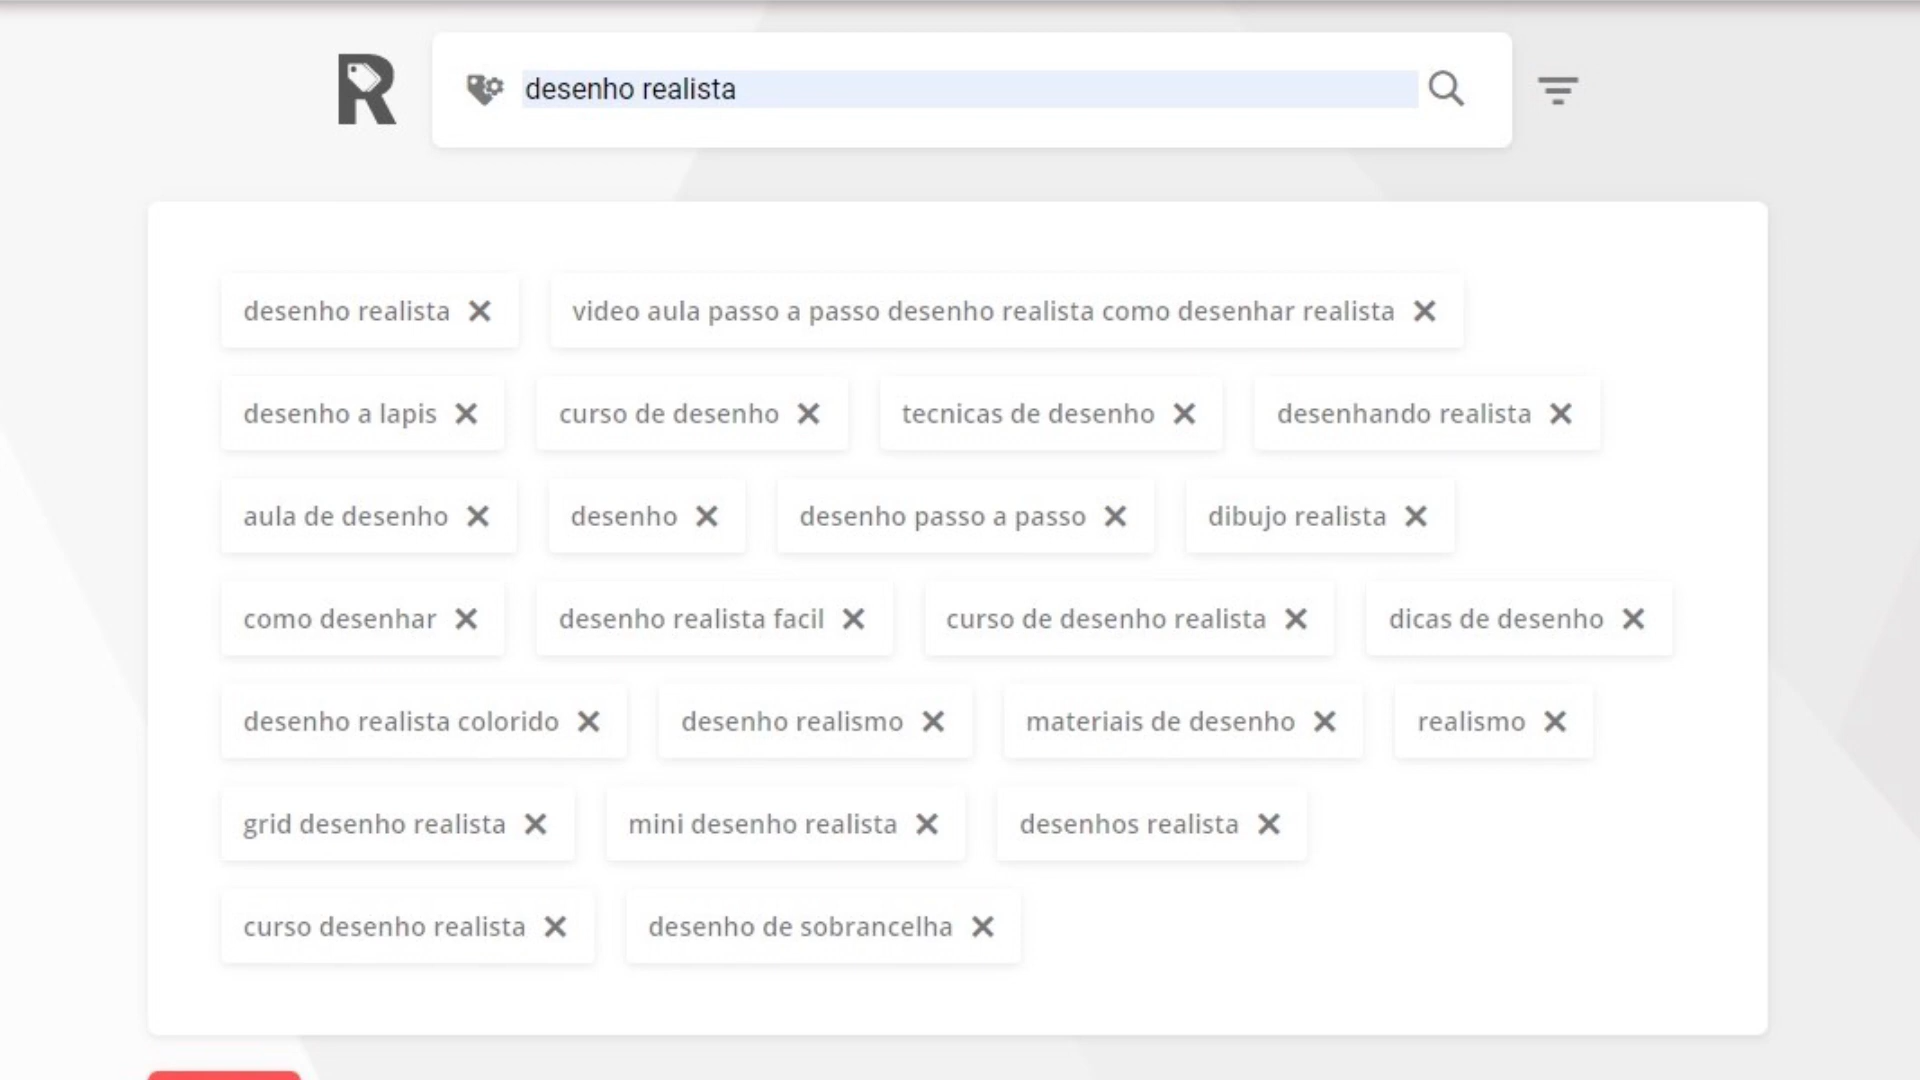 R
desenho realista
desenho realista video aula passo a passo desenho realista como desenhar realista
desenho a lapis curso de desenho tecnicas de desenho desenhando realista
aula de desenho desenho desenho passo a passo dibujo realista
como desenhar desenho realista facil curso de desenho realista dicas de desenho
desenho realista colorido desenho realismo materiais de desenho realismo
grid desenho realista mini desenho realista desenhos realista
curso desenho realista desenho de sobrancelha